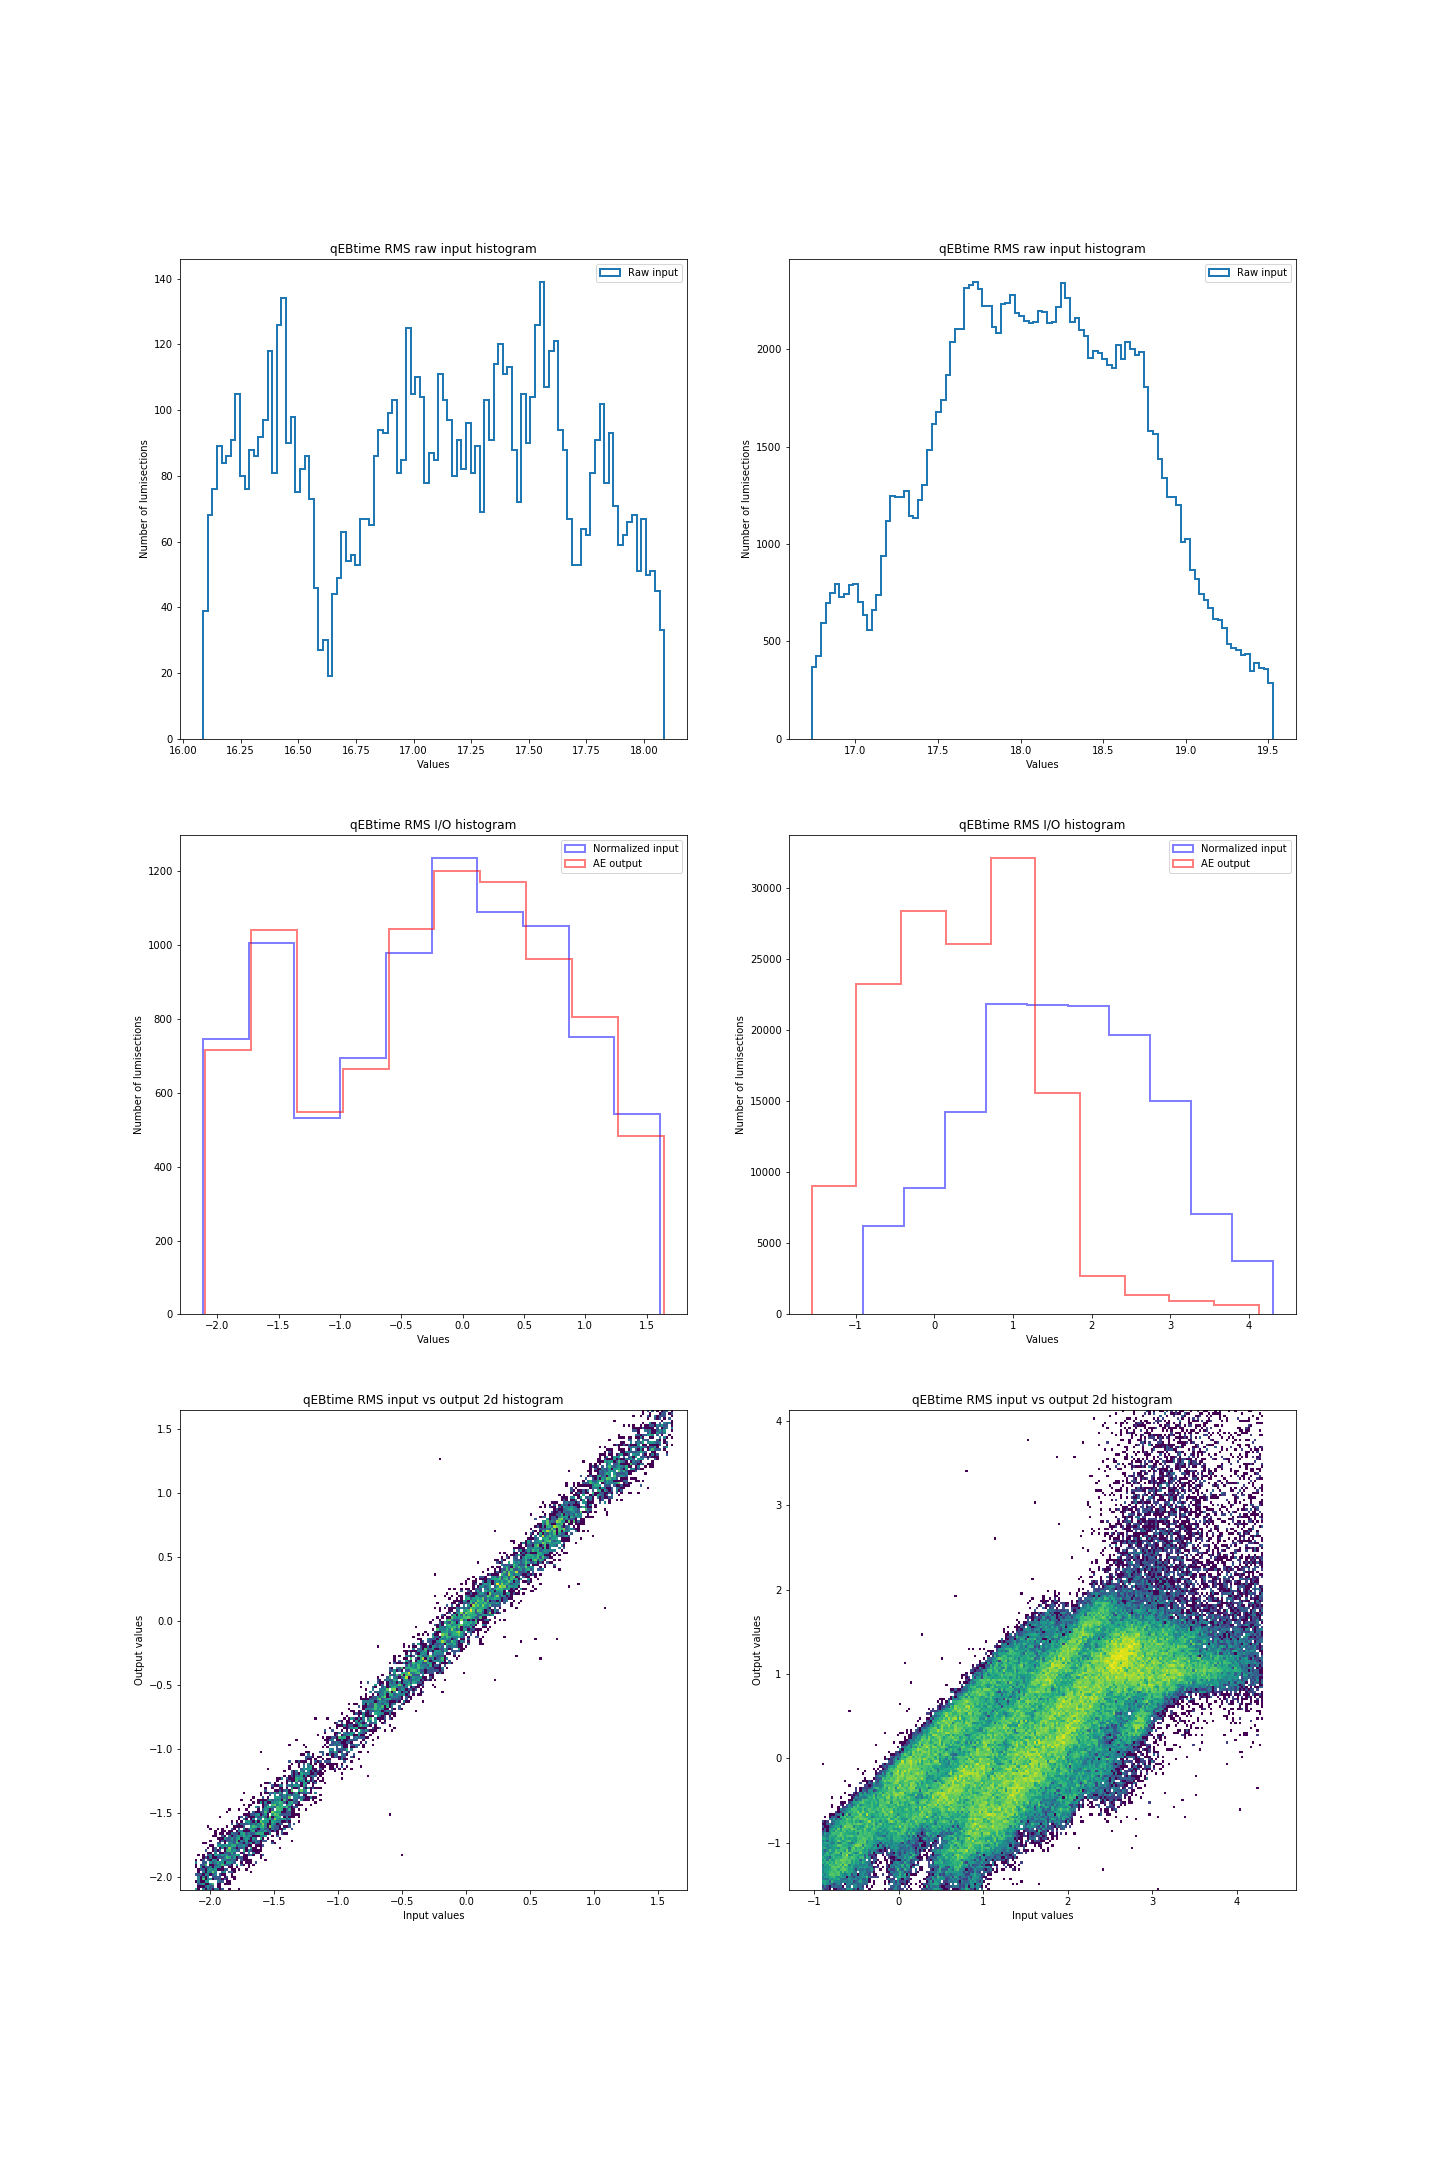 qEBtime RMS raw input histogram
Raw input
Number of lumisections
140
120
100
80
60
40
20
0
16.00 16.25 16.50 16.75 17.00 17.25 17.50 17.75 18.00
Values
qEBtime RMS raw input histogram
Raw input
Number of lumisections
2000
1500
1000
500
0
17.0 17.5 18.0 18.5 19.0 19.5
Values
qEBtime RMS I/O histogram
Normalized input
AE output
Number of lumisections
1200
1000
800
600
400
200
0
−2.0 −1.5 −1.0 −0.5 0.0 0.5 1.0 1.5
Values
qEBtime RMS I/O histogram
Normalized input
AE output
Number of lumisections
30000
25000
20000
15000
10000
5000
0
−1 0 1 2 3 4
Values
qEBtime RMS input vs output 2d histogram
Output values
1.5
1.0
0.5
0.0
−0.5
−1.0
−1.5
−2.0
−2.0 −1.5 −1.0 −0.5 0.0 0.5 1.0 1.5
Input values
qEBtime RMS input vs output 2d histogram
Output values
4
3
2
1
0
−1
−1 0 1 2 3 4
Input values